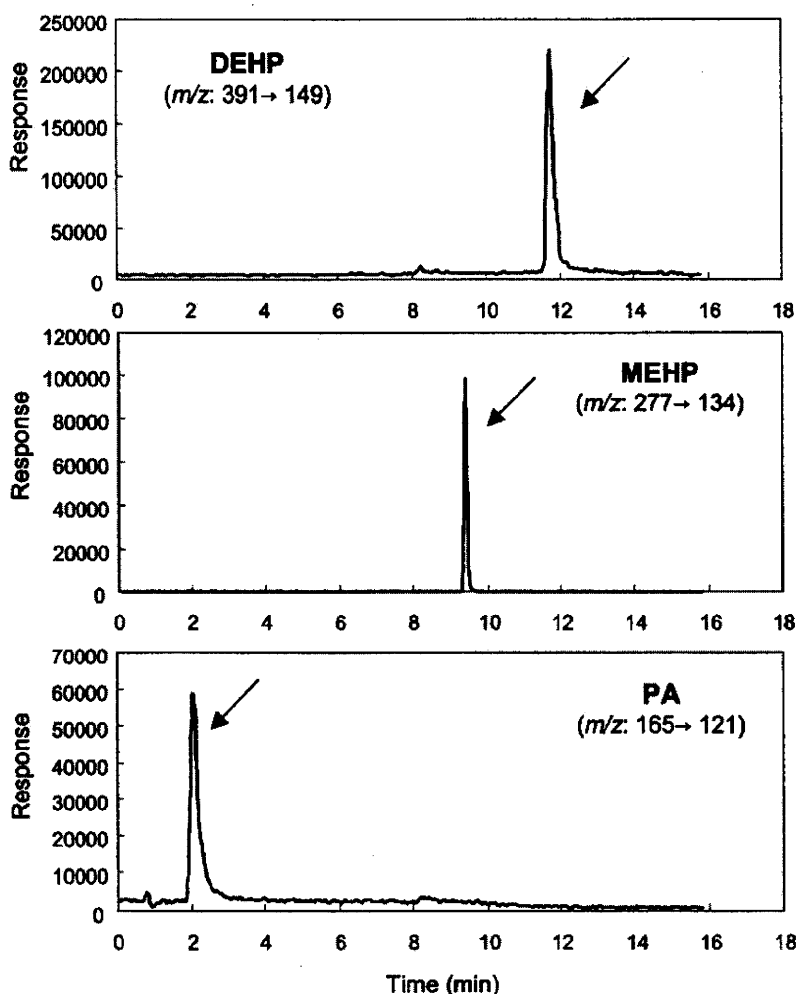 250000
200000
150000
100000
50000
0
Response
DEHP
(m/z: 391→ 149)
0 2 4 6 8 10 12 14 16 18
120000
100000
80000
60000
40000
20000
0
Response
MEHP
(m/z: 277→ 134)
0 2 4 6 8 10 12 14 16 18
70000
60000
50000
40000
30000
20000
10000
0
Response
PA
(m/z: 165→ 121)
0 2 4 6 8 10 12 14 16 18
Time (min)